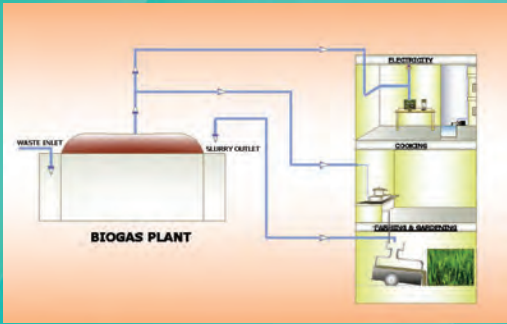 ELECTRICITY
WASTE INLET
SLURRY OUTLET
COOKING
BIOGAS PLANT
FARMING & GARDENING